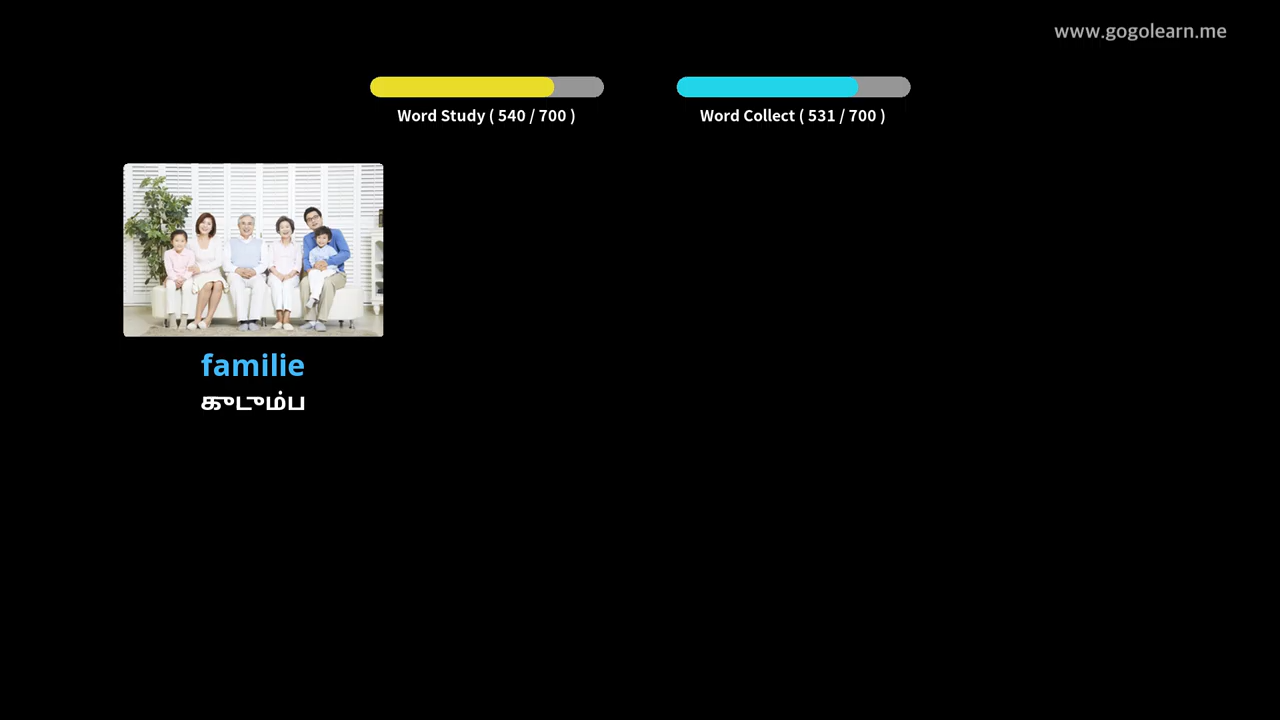 www.gogolearn.me
Word Study ( 540 / 700 )
Word Collect ( 531 / 700 )
familie
குடும்ப